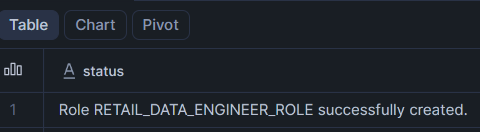 Table Chart Pivot
A status
1 Role RETAIL_DATA_ENGINEER_ROLE successfully created.